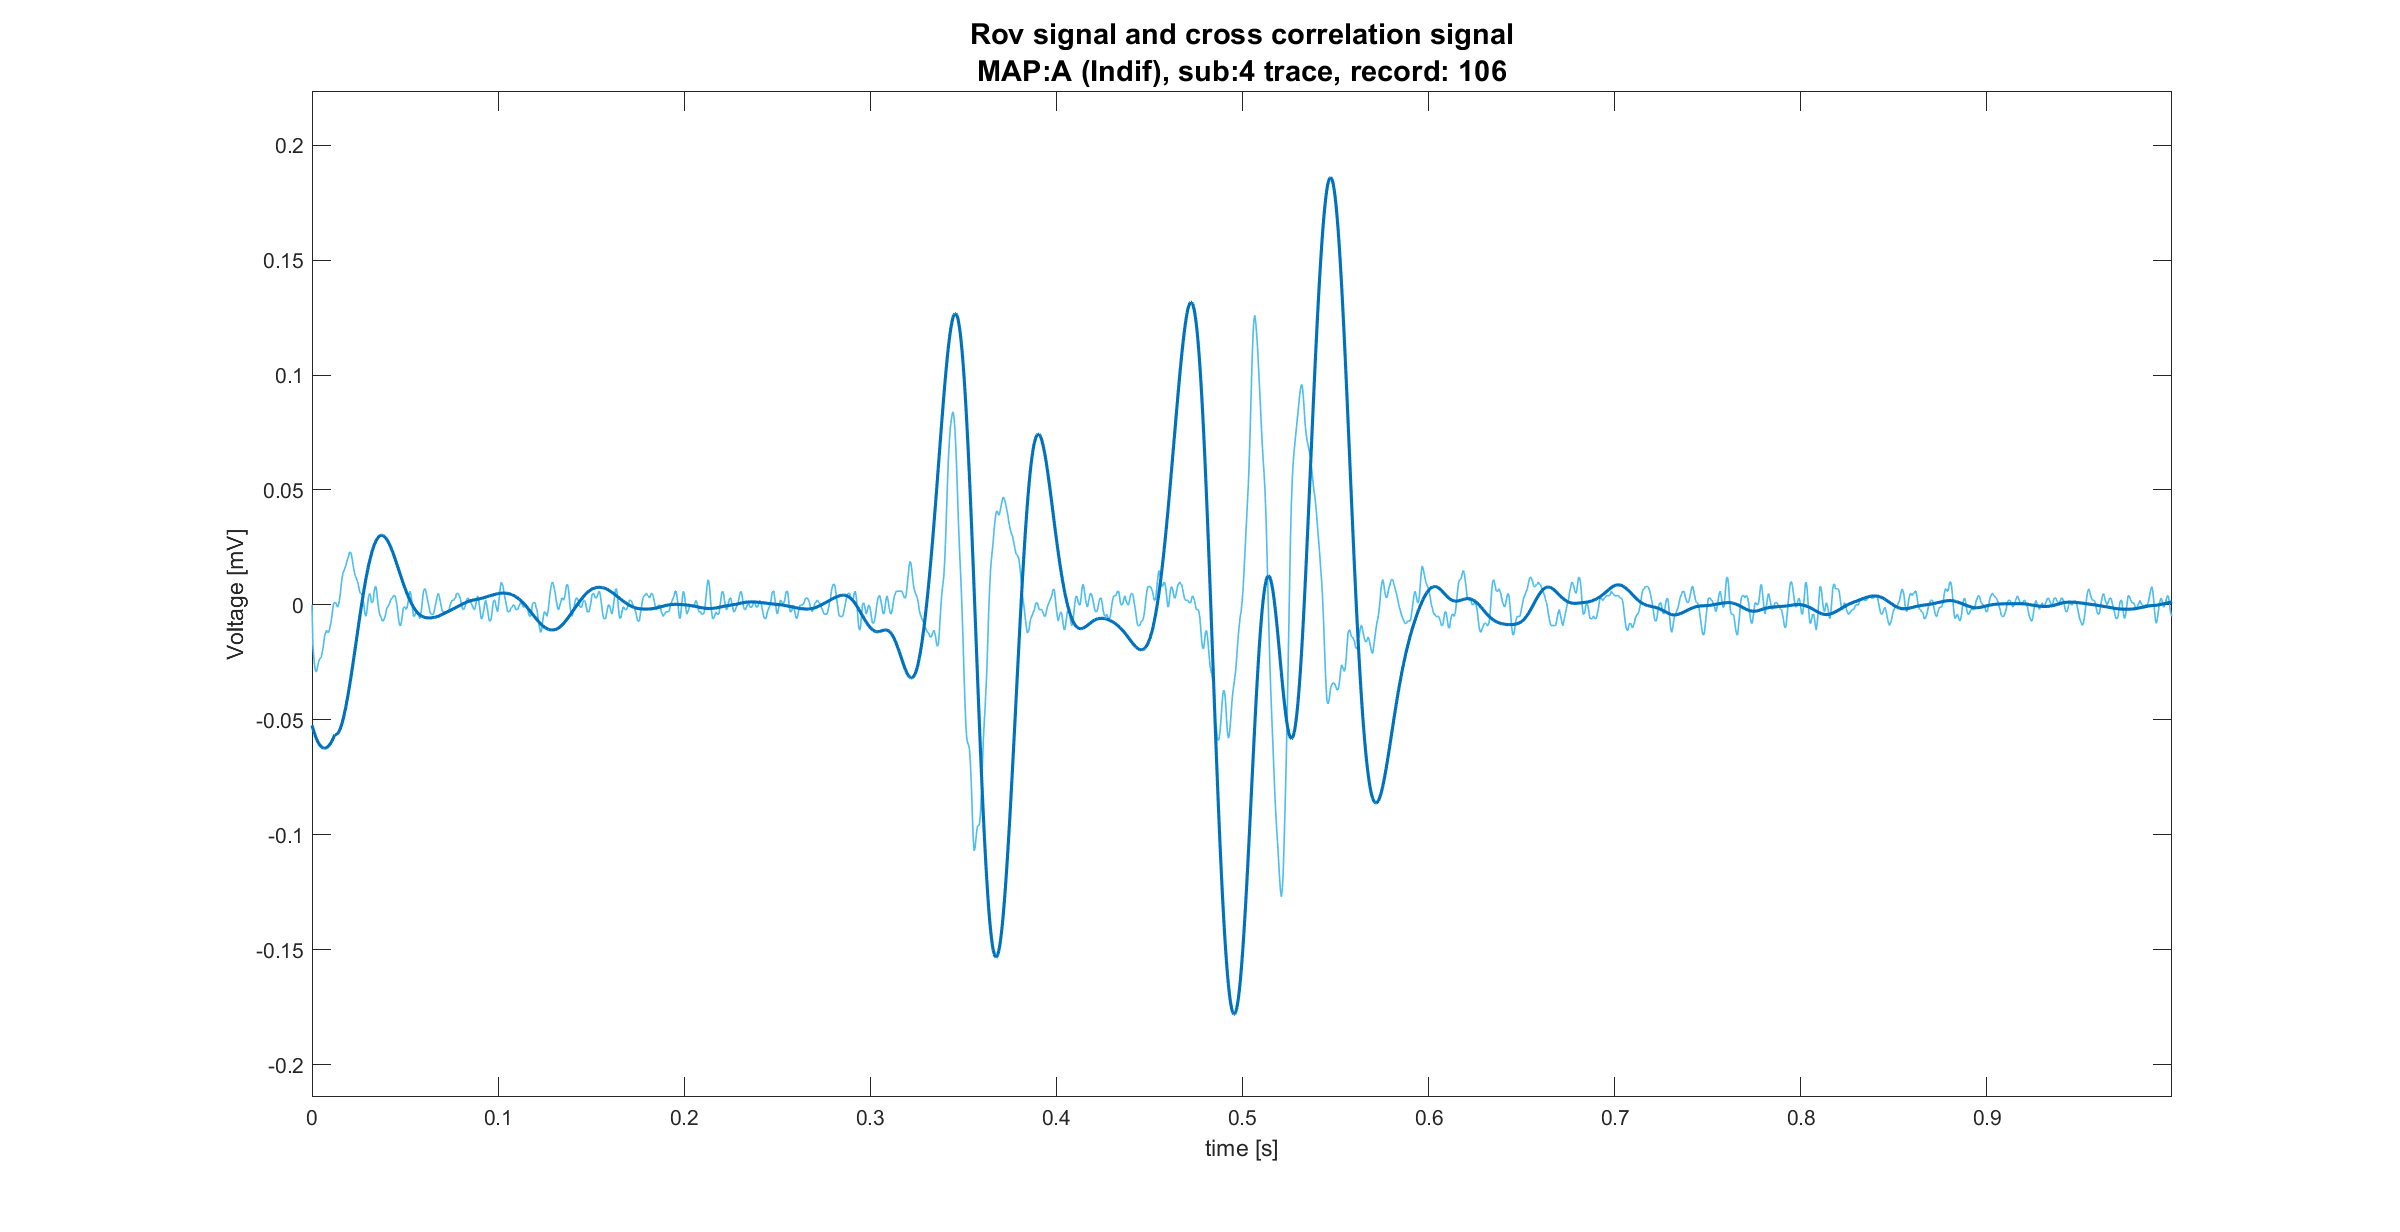 Rov signal and cross correlation signal
MAP:A (Indif), sub:4 trace, record: 106
0.2
0.15
0.1
0.05
0
-0.05
-0.1
-0.15
-0.2
Voltage [mV]
0 0.1 0.2 0.3 0.4 0.5 0.6 0.7 0.8 0.9
time [s]